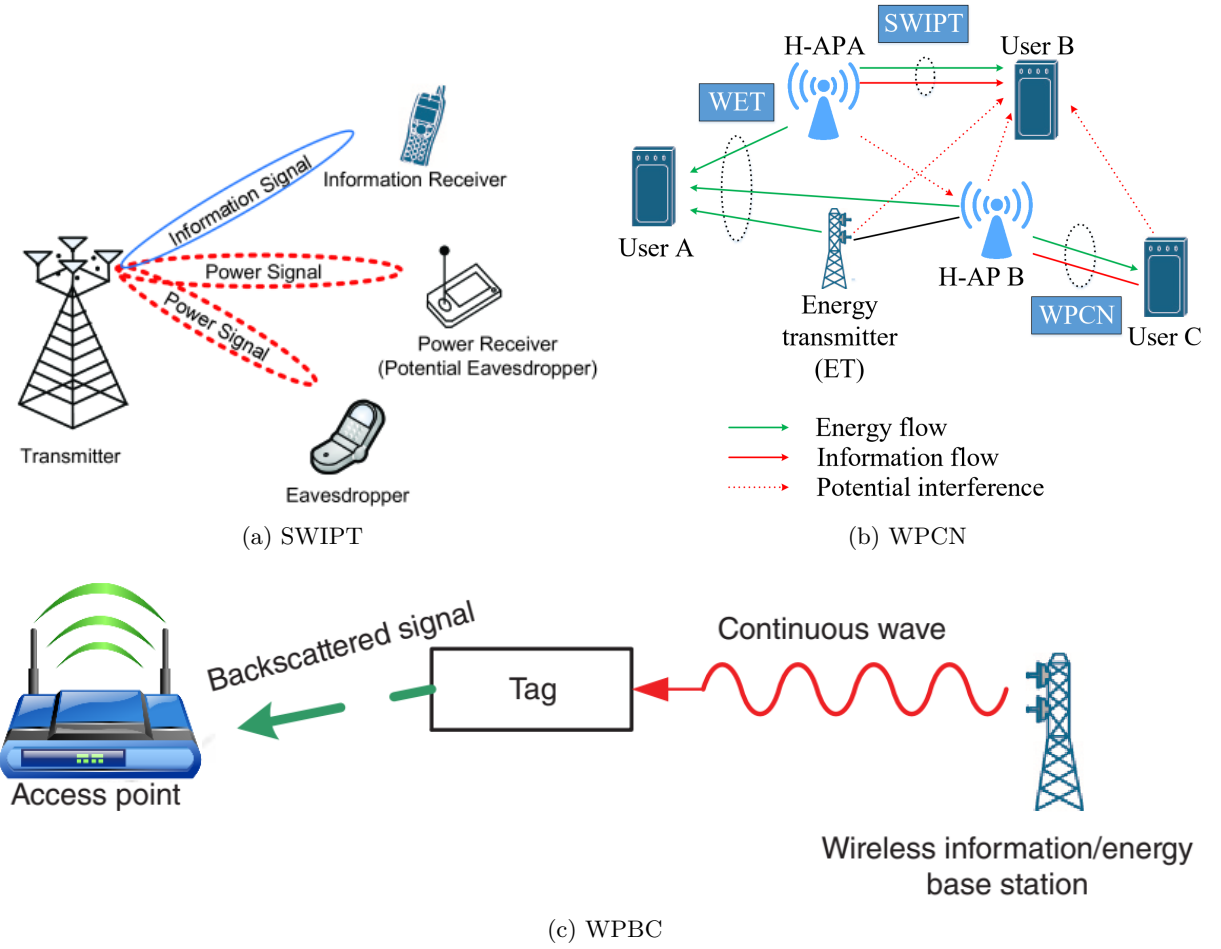 Information Signal
Information Receiver
Power Signal
Power Signal
Power Receiver
(Potential Eavesdropper)
Transmitter
Eavesdropper
(a) SWIPT
SWIPT
H-APA
User B
WET
User A
H-AP B
Energy
transmitter
(ET)
WPCN
User C
Energy flow
Information flow
Potential interference
(b) WPCN
Backscattered signal
Continuous wave
Tag
Access point
Wireless information/energy
base station
(c) WPBC